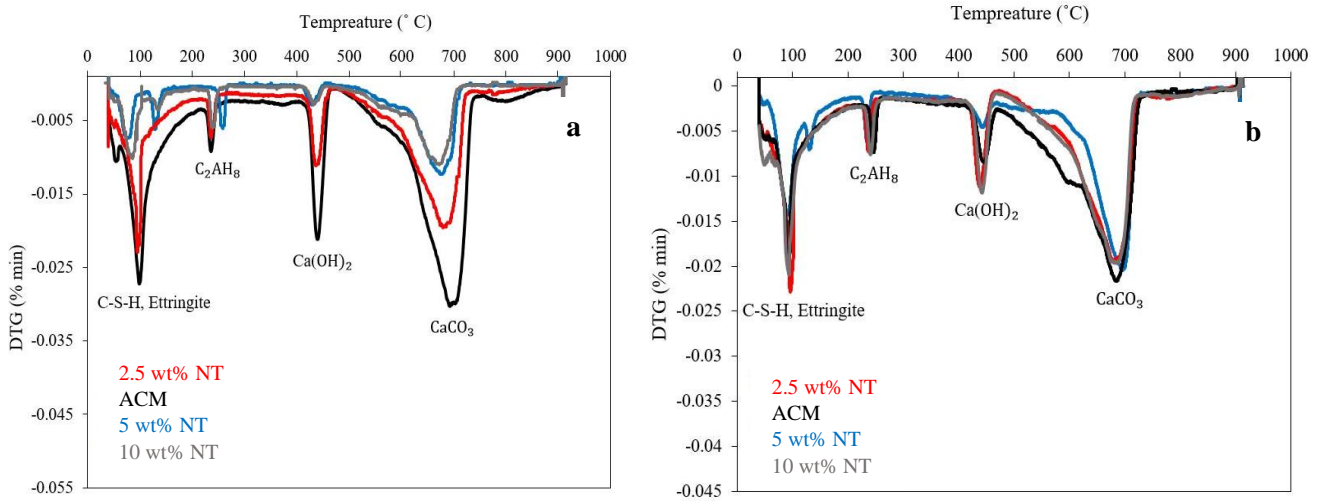 Tempreature (˚ C)
0 100 200 300 400 500 600 700 800 900 1000
-0.005
-0.015
-0.025
-0.035
-0.045
-0.055
DTG (% min)
a
C₂AH₈
Ca(OH)₂
C-S-H, Ettringite
CaCO₃
2.5 wt% NT
ACM
5 wt% NT
10 wt% NT
Tempreature (˚C)
0 100 200 300 400 500 600 700 800 900 1000
0
-0.005
-0.01
-0.015
-0.02
-0.025
-0.03
-0.035
-0.04
-0.045
DTG (% min)
b
C₂AH₈
Ca(OH)₂
C-S-H, Ettringite
CaCO₃
2.5 wt% NT
ACM
5 wt% NT
10 wt% NT